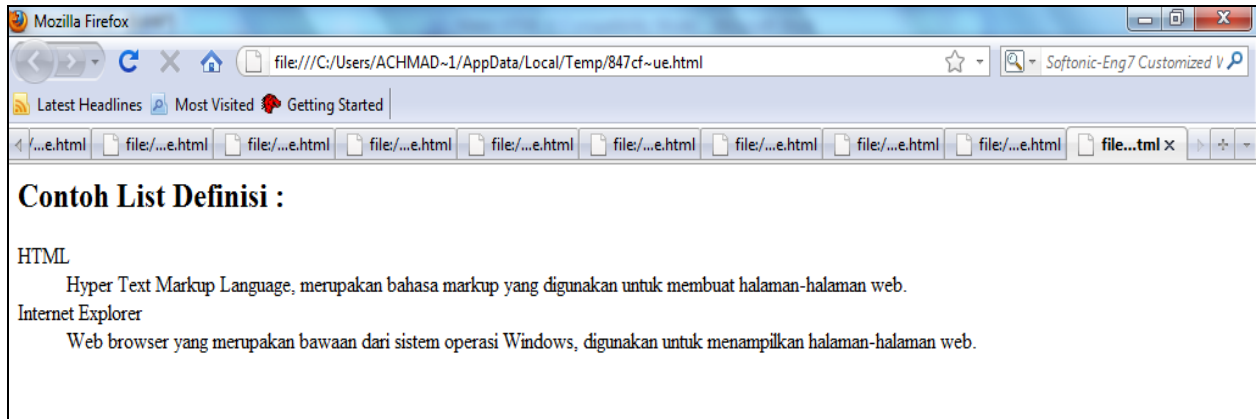 Mozilla Firefox
file:///C:/Users/ACHMAD~1/AppData/Local/Temp/847cf~ue.html
Softonic-Eng7 Customized V
Latest Headlines Most Visited Getting Started
/...e.html file:/...e.html file:/...e.html file:/...e.html file:/...e.html file:/...e.html file:/...e.html file:/...e.html file:/...e.html file...tml
Contoh List Definisi :
HTML
Hyper Text Markup Language, merupakan bahasa markup yang digunakan untuk membuat halaman-halaman web.
Internet Explorer
Web browser yang merupakan bawaan dari sistem operasi Windows, digunakan untuk menampilkan halaman-halaman web.